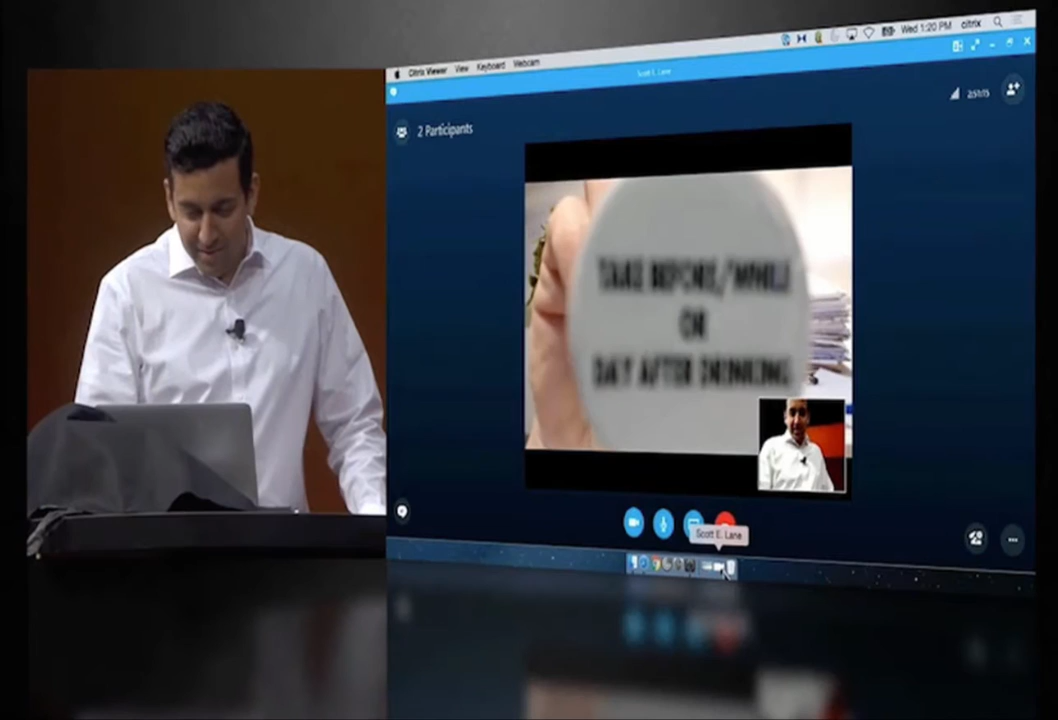 Citrix Viewer View Keyboard Webcam
Wed 1:20 PM citrix
Scott E. Lane
2 Participants
TAKE BEFORE/WHILE
OR
DAY AFTER DRINKING
Scott E. Lane